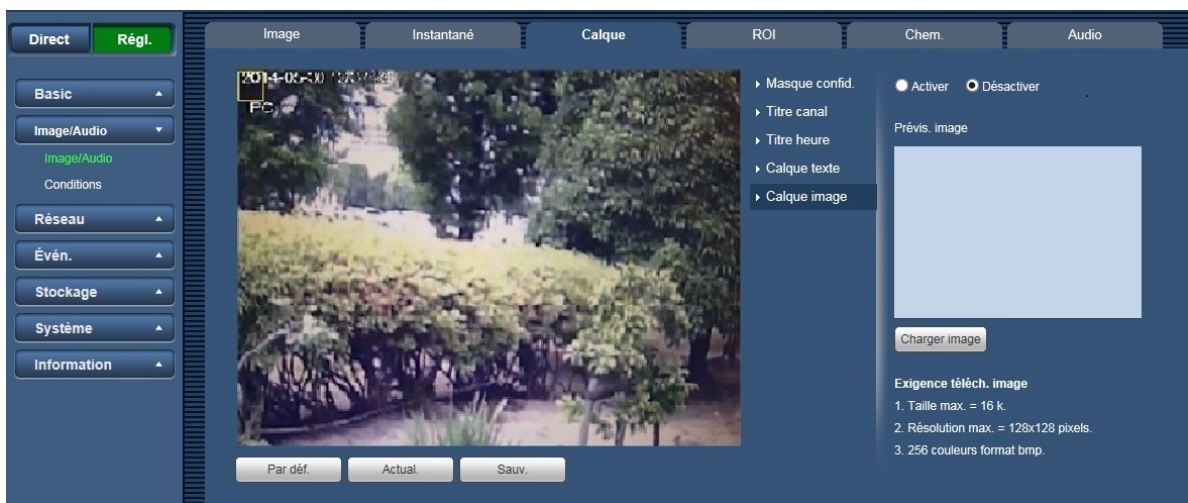 Direct
Régl.
Image
Instantané
Calque
ROI
Chem.
Audio
Basic
Image/Audio
Image/Audio
Conditions
Réseau
Évén.
Stockage
Système
Information
PC
Masque confid.
Titre canal
Titre heure
Calque texte
Calque image
Activer
Désactiver
Prévis. image
Charger image
Exigence téléch. image
1. Taille max. = 16 k.
2. Résolution max. = 128x128 pixels.
3. 256 couleurs format bmp.
Par déf.
Actual.
Sauv.